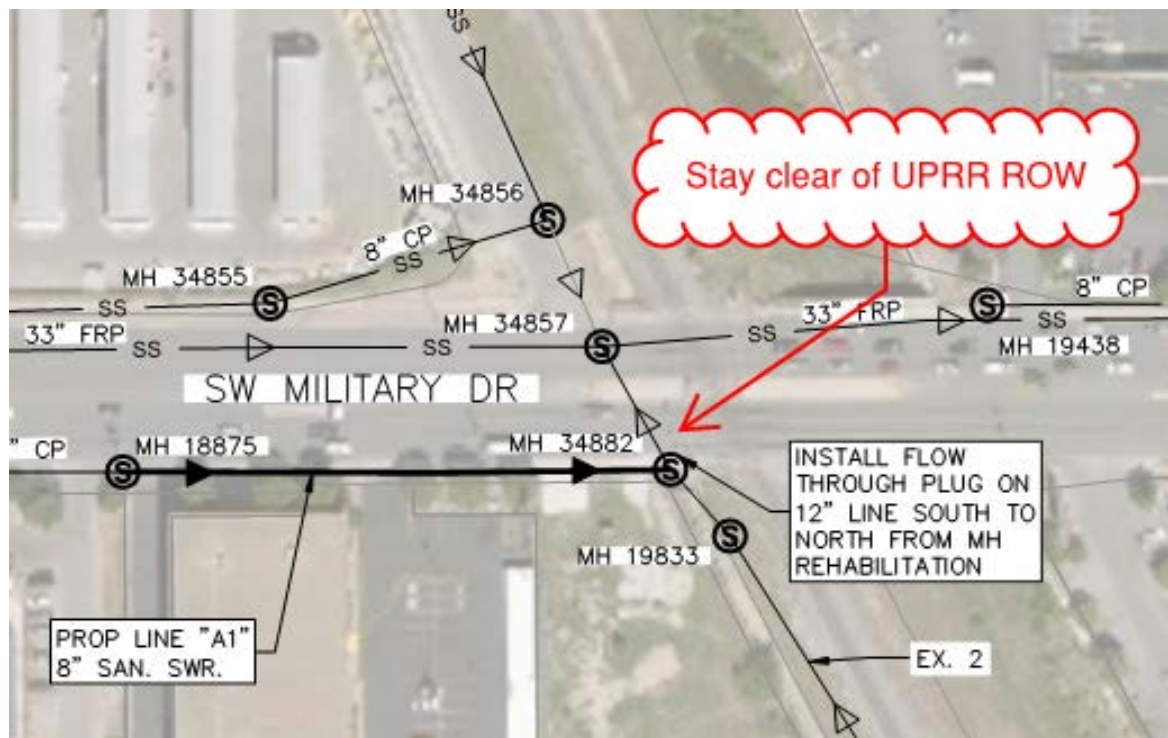 SS
MH 34856
Stay clear of UPRR ROW
8" CP
SS
MH 34855
SS
8" CP
33" FRP
SS
MH 34857
SS
33" FRP
SS
SS
MH 19438
SW MILITARY DR
" CP
MH 18875
MH 34882
INSTALL FLOW
THROUGH PLUG ON
12" LINE SOUTH TO
NORTH FROM MH
REHABILITATION
MH 19833
PROP LINE "A1"
8" SAN. SWR.
EX. 2
S
S
S
S
S
S
S